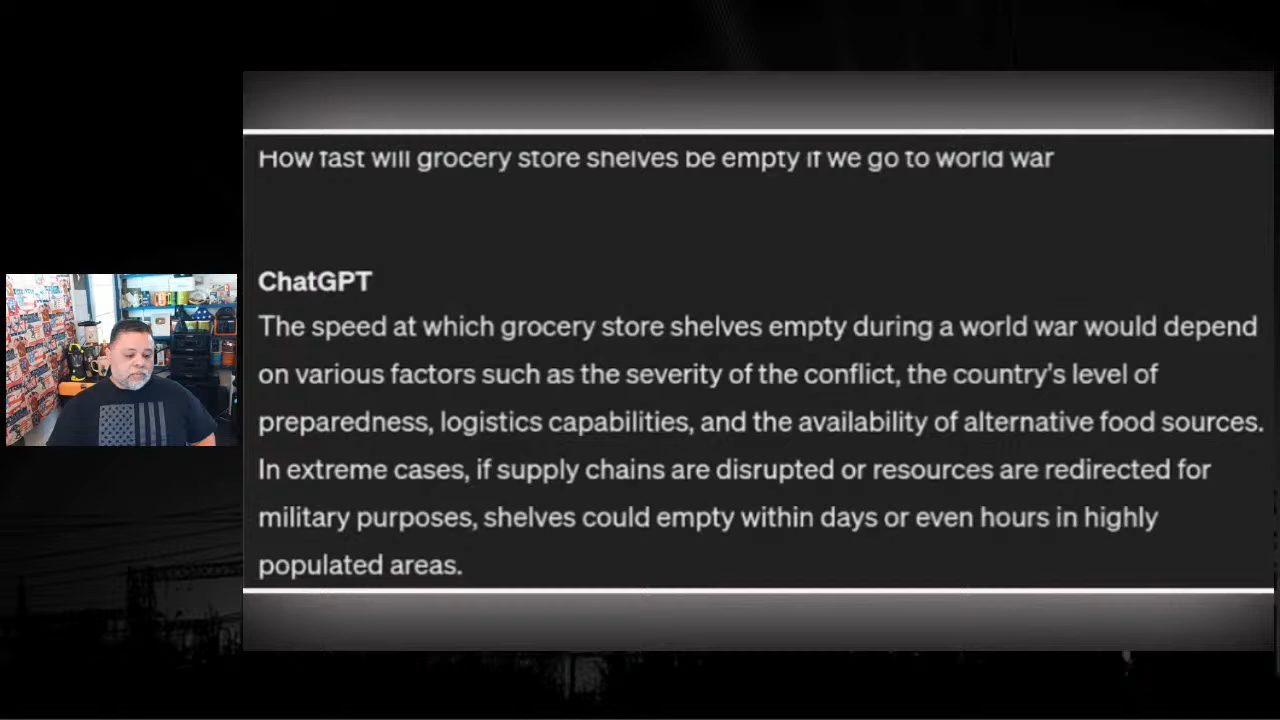 How fast will grocery store shelves be empty if we go to world war
ChatGPT
The speed at which grocery store shelves empty during a world war would depend
on various factors such as the severity of the conflict, the country's level of
preparedness, logistics capabilities, and the availability of alternative food sources.
In extreme cases, if supply chains are disrupted or resources are redirected for
military purposes, shelves could empty within days or even hours in highly
populated areas.